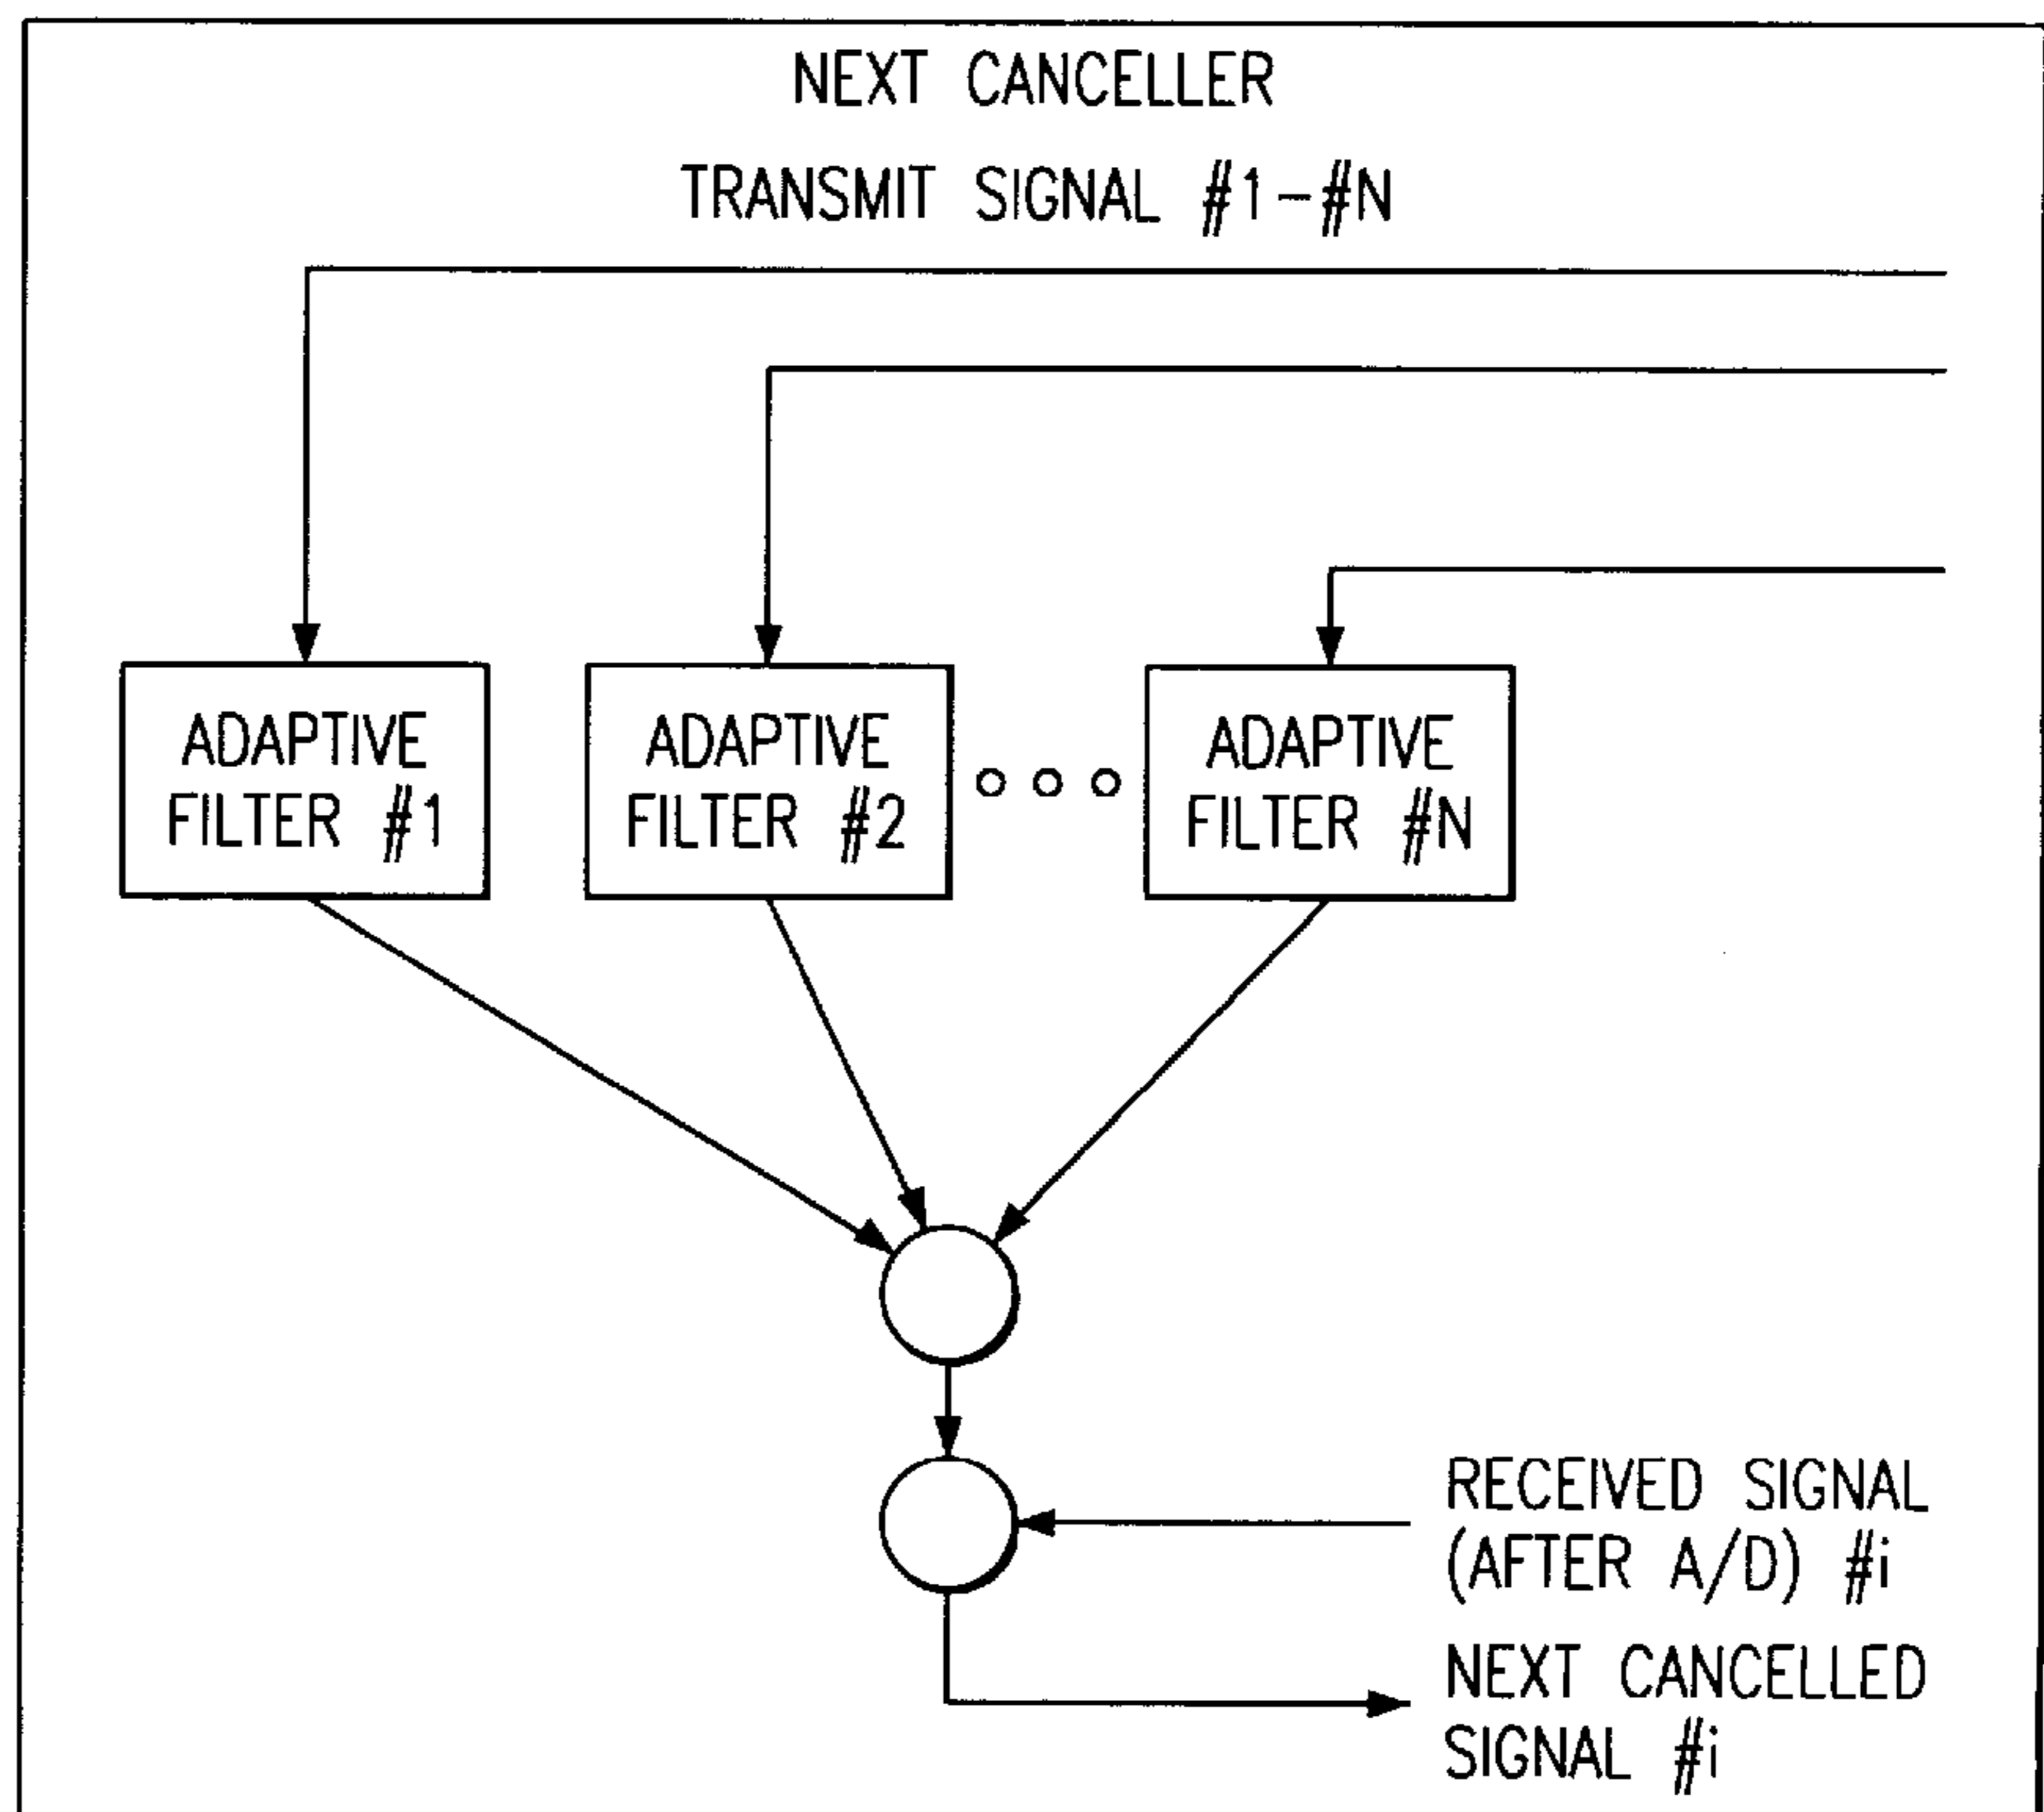 NEXT CANCELLER
TRANSMIT SIGNAL #1-#N
ADAPTIVE
FILTER #1
ADAPTIVE
FILTER #2
ADAPTIVE
FILTER #N
RECEIVED SIGNAL
(AFTER A/D) #i
NEXT CANCELLED
SIGNAL #i